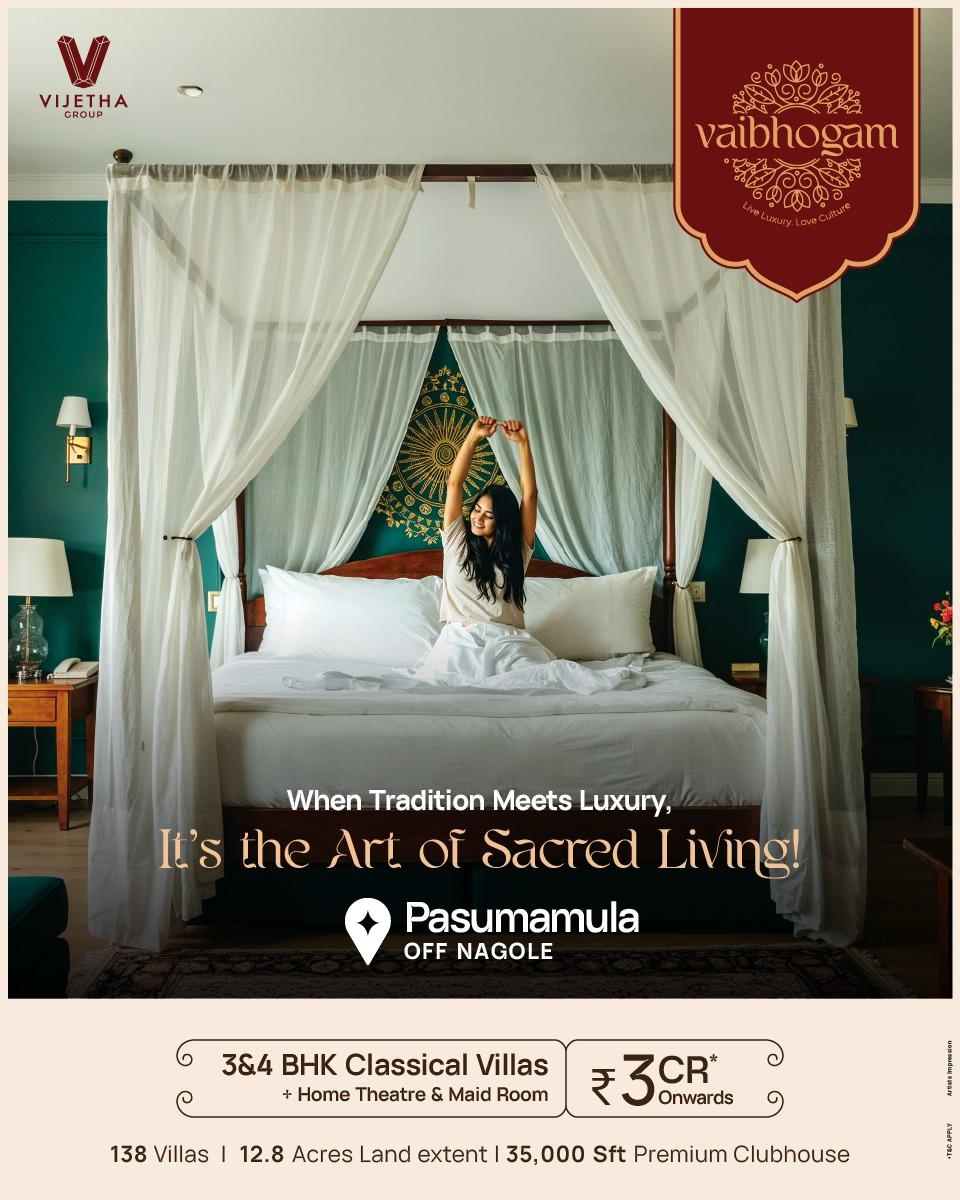 VIJETHA
GROUP
vaibhogam
Live Luxury. Love Culture
When Tradition Meets Luxury,
It's the Art of Sacred Living!
Pasumamula
OFF NAGOLE
3&4 BHK Classical Villas
+ Home Theatre & Maid Room
₹3CR*
Onwards
138 Villas | 12.8 Acres Land extent | 35,000 Sft Premium Clubhouse
Artists Impression
*T&C APPLY